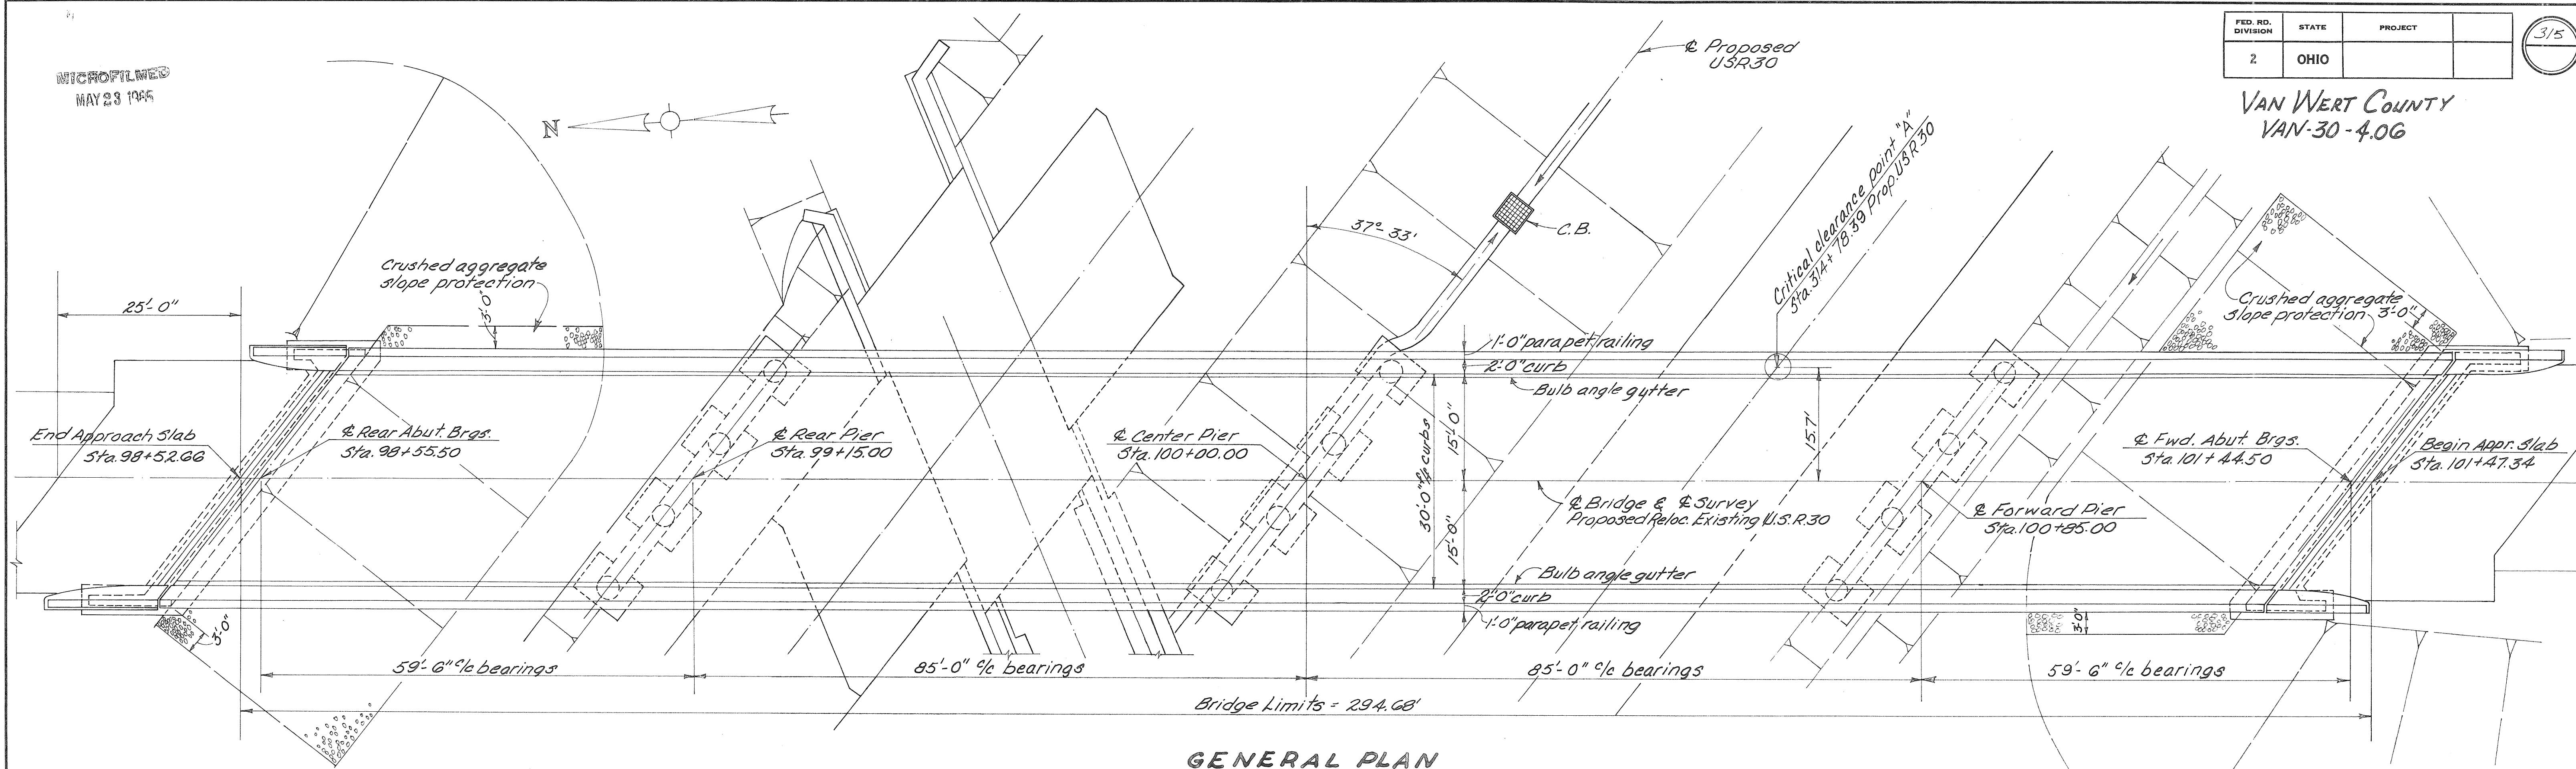 MICROFILMED
MAY 23
FED. RD. DIVISION
STATE
PROJECT
2
OHIO
315
VAN WERT COUNTY
VAN-30-4.06
N
℄ Proposed
USR30
37°-33'
C.B.
Critical clearance point "A"
Sta. 314+78.39 Prop. USR30
Crushed aggregate
slope protection
3'-0"
Crushed aggregate
slope protection
3'-0"
25'-0"
1'-0" parapet railing
2'-0" curb
Bulb angle gutter
End Approach Slab
Sta. 98+52.66
℄ Rear Abut. Brgs.
Sta. 98+55.50
℄ Rear Pier
Sta. 99+15.00
℄ Center Pier
Sta. 100+00.00
30'-0" f/f curbs
15'-0"
15'-0"
15.7'
℄ Fwd. Abut. Brgs.
Sta. 101+44.50
Begin Appr. Slab
Sta. 101+47.34
℄ Bridge & ℄ Survey
Proposed Reloc. Existing U.S.R.30
℄ Forward Pier
Sta. 100+85.00
Bulb angle gutter
2'-0" curb
1'-0" parapet railing
3'-0"
3'-0"
59'-6" c/c bearings
85'-0" c/c bearings
85'-0" c/c bearings
59'-6" c/c bearings
Bridge Limits = 294.68'
GENERAL PLAN